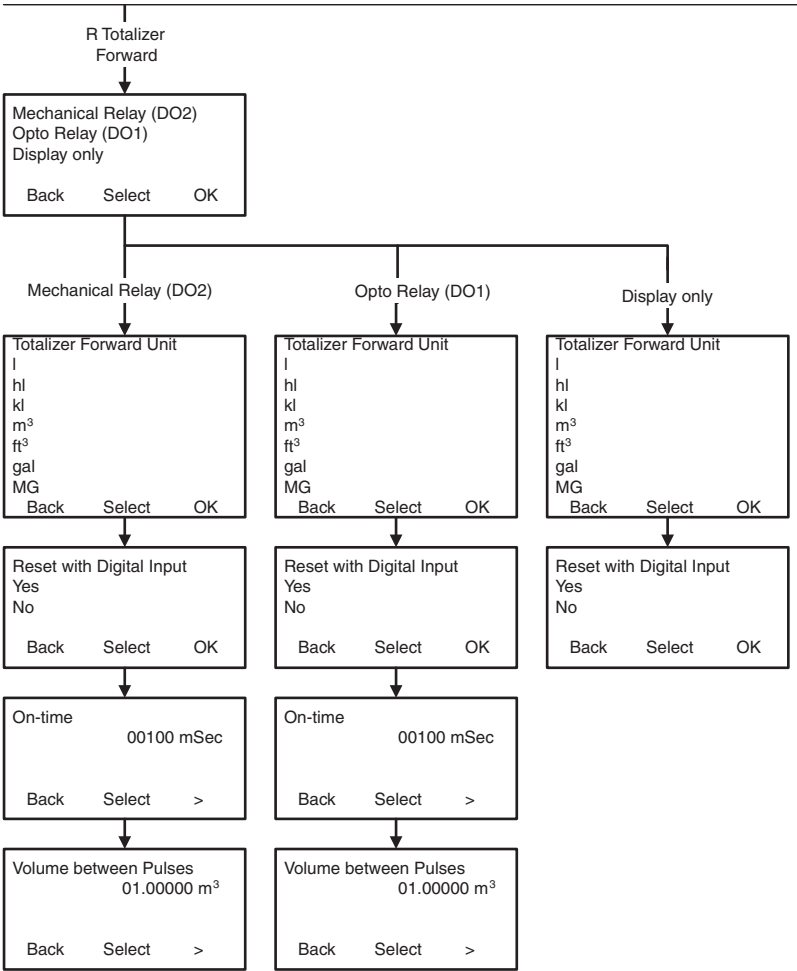 R Totalizer
Forward
Mechanical Relay (DO2)
Opto Relay (DO1)
Display only
Back Select OK
Mechanical Relay (DO2)
Totalizer Forward Unit
l
hl
kl
m³
ft³
gal
MG
Back Select OK
Reset with Digital Input
Yes
No
Back Select OK
On-time
00100 mSec
Back Select >
Volume between Pulses
01.00000 m³
Back Select >
Opto Relay (DO1)
Totalizer Forward Unit
l
hl
kl
m³
ft³
gal
MG
Back Select OK
Reset with Digital Input
Yes
No
Back Select OK
On-time
00100 mSec
Back Select >
Volume between Pulses
01.00000 m³
Back Select >
Display only
Totalizer Forward Unit
l
hl
kl
m³
ft³
gal
MG
Back Select OK
Reset with Digital Input
Yes
No
Back Select OK